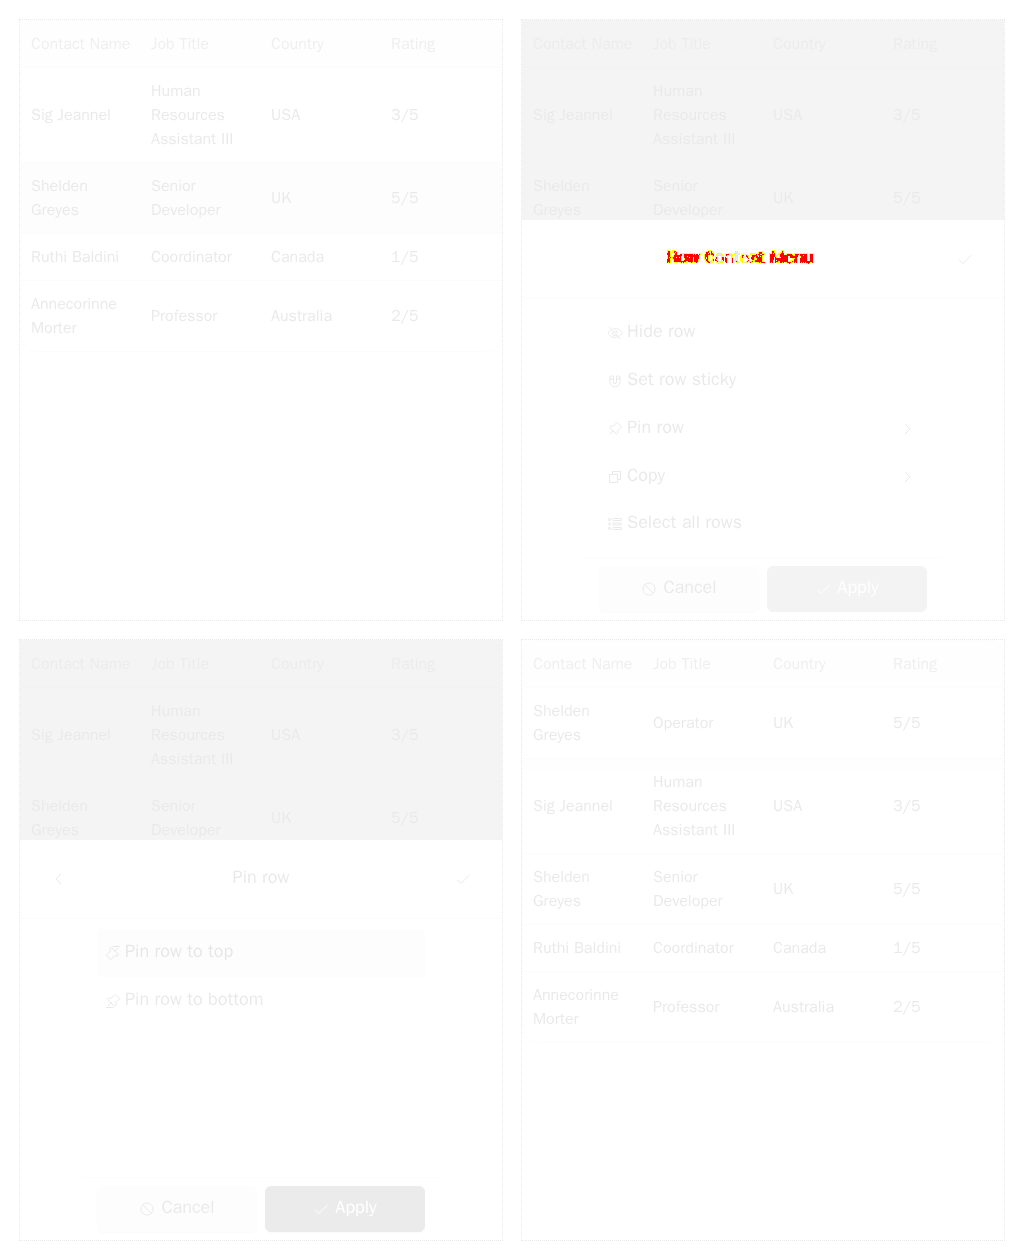 Contact Name Job Title Country Rating
Sig Jeannel Human Resources Assistant III USA 3/5
Shelden Greyes Senior Developer UK 5/5
Ruthi Baldini Coordinator Canada 1/5
Annecorinne Morter Professor Australia 2/5
Contact Name Job Title Country Rating
Sig Jeannel Human Resources Assistant III USA 3/5
Shelden Greyes Senior Developer UK 5/5
Row Context Menu
Hide row
Set row sticky
Pin row
Copy
Select all rows
Cancel Apply
Contact Name Job Title Country Rating
Sig Jeannel Human Resources Assistant III USA 3/5
Shelden Greyes Senior Developer UK 5/5
Pin row
Pin row to top
Pin row to bottom
Cancel Apply
Contact Name Job Title Country Rating
Shelden Greyes Operator UK 5/5
Sig Jeannel Human Resources Assistant III USA 3/5
Shelden Greyes Senior Developer UK 5/5
Ruthi Baldini Coordinator Canada 1/5
Annecorinne Morter Professor Australia 2/5